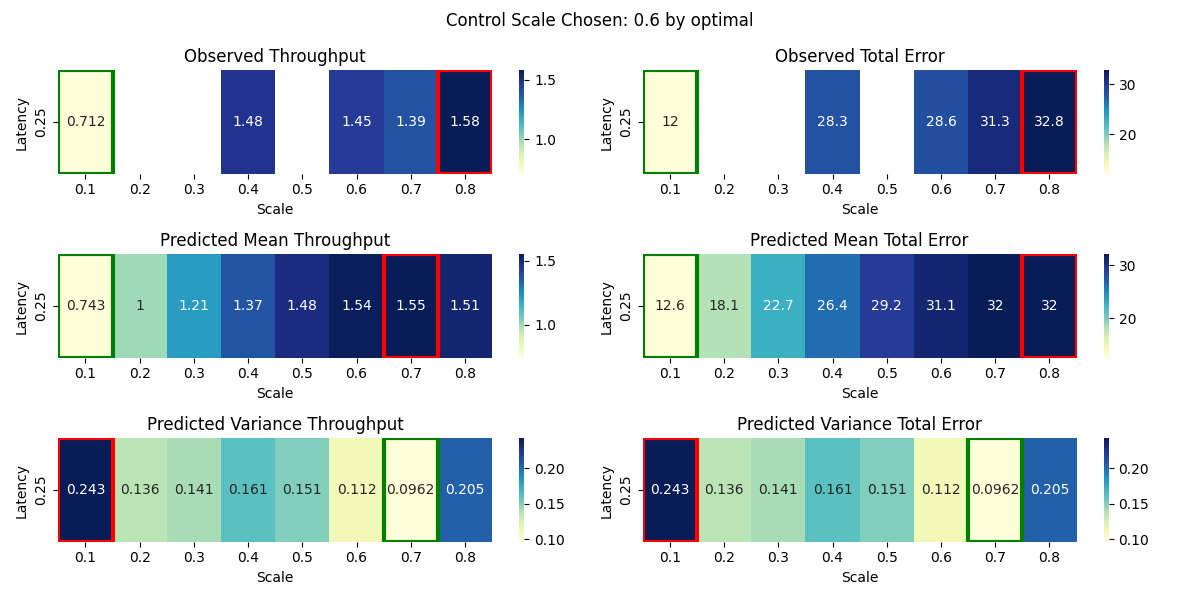 Control Scale Chosen: 0.6 by optimal
Observed Throughput
Latency
0.25
0.712 1.48 1.45 1.39 1.58
0.1 0.2 0.3 0.4 0.5 0.6 0.7 0.8
Scale
1.5
1.0
Observed Total Error
Latency
0.25
12 28.3 28.6 31.3 32.8
0.1 0.2 0.3 0.4 0.5 0.6 0.7 0.8
Scale
30
20
Predicted Mean Throughput
Latency
0.25
0.743 1 1.21 1.37 1.48 1.54 1.55 1.51
0.1 0.2 0.3 0.4 0.5 0.6 0.7 0.8
Scale
1.5
1.0
Predicted Mean Total Error
Latency
0.25
12.6 18.1 22.7 26.4 29.2 31.1 32 32
0.1 0.2 0.3 0.4 0.5 0.6 0.7 0.8
Scale
30
20
Predicted Variance Throughput
Latency
0.25
0.243 0.136 0.141 0.161 0.151 0.112 0.0962 0.205
0.1 0.2 0.3 0.4 0.5 0.6 0.7 0.8
Scale
0.20
0.15
0.10
Predicted Variance Total Error
Latency
0.25
0.243 0.136 0.141 0.161 0.151 0.112 0.0962 0.205
0.1 0.2 0.3 0.4 0.5 0.6 0.7 0.8
Scale
0.20
0.15
0.10